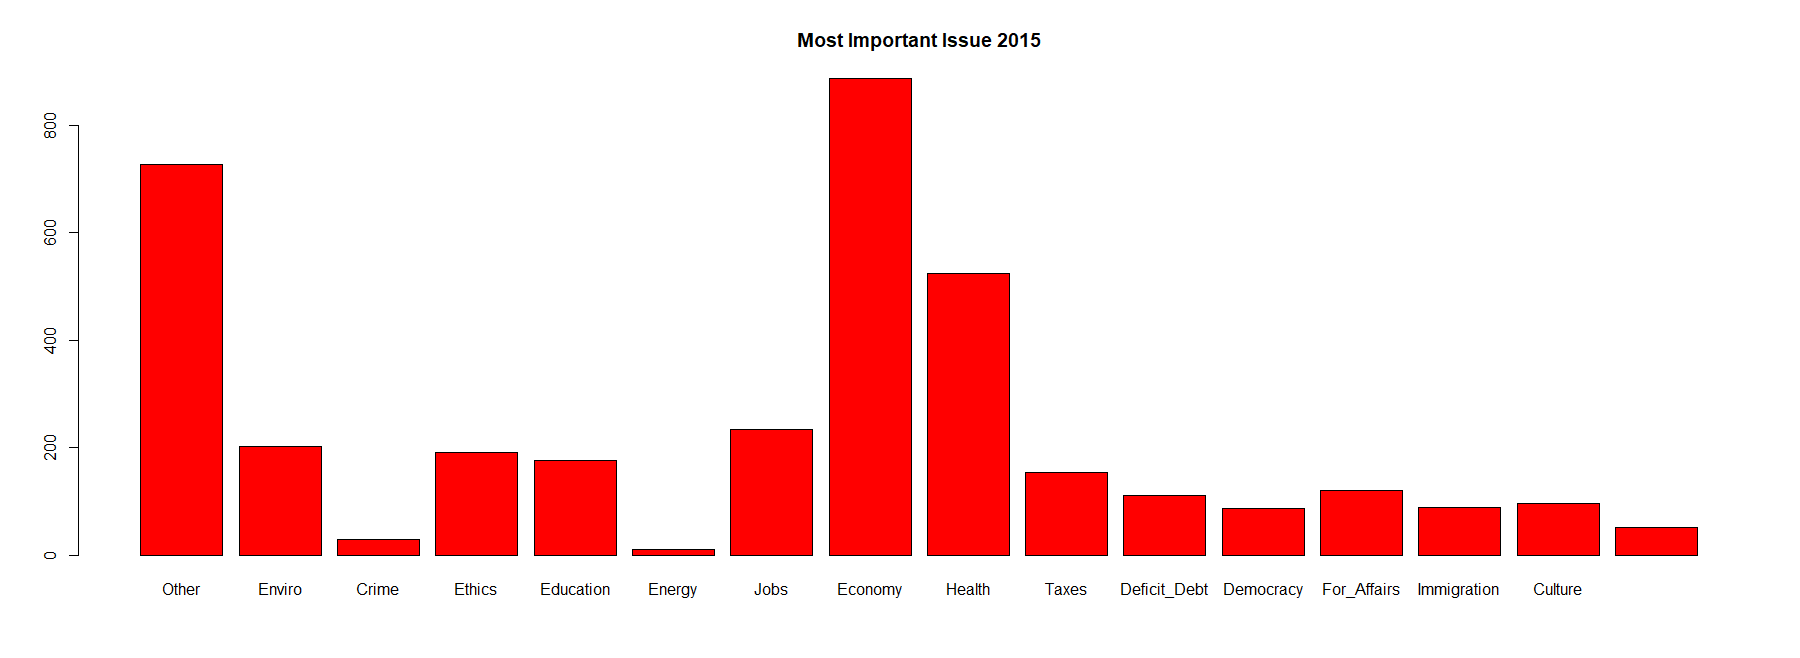 Most Important Issue 2015
800
600
400
200
0
Other Enviro Crime Ethics Education Energy Jobs Economy Health Taxes Deficit_Debt Democracy For_Affairs Immigration Culture